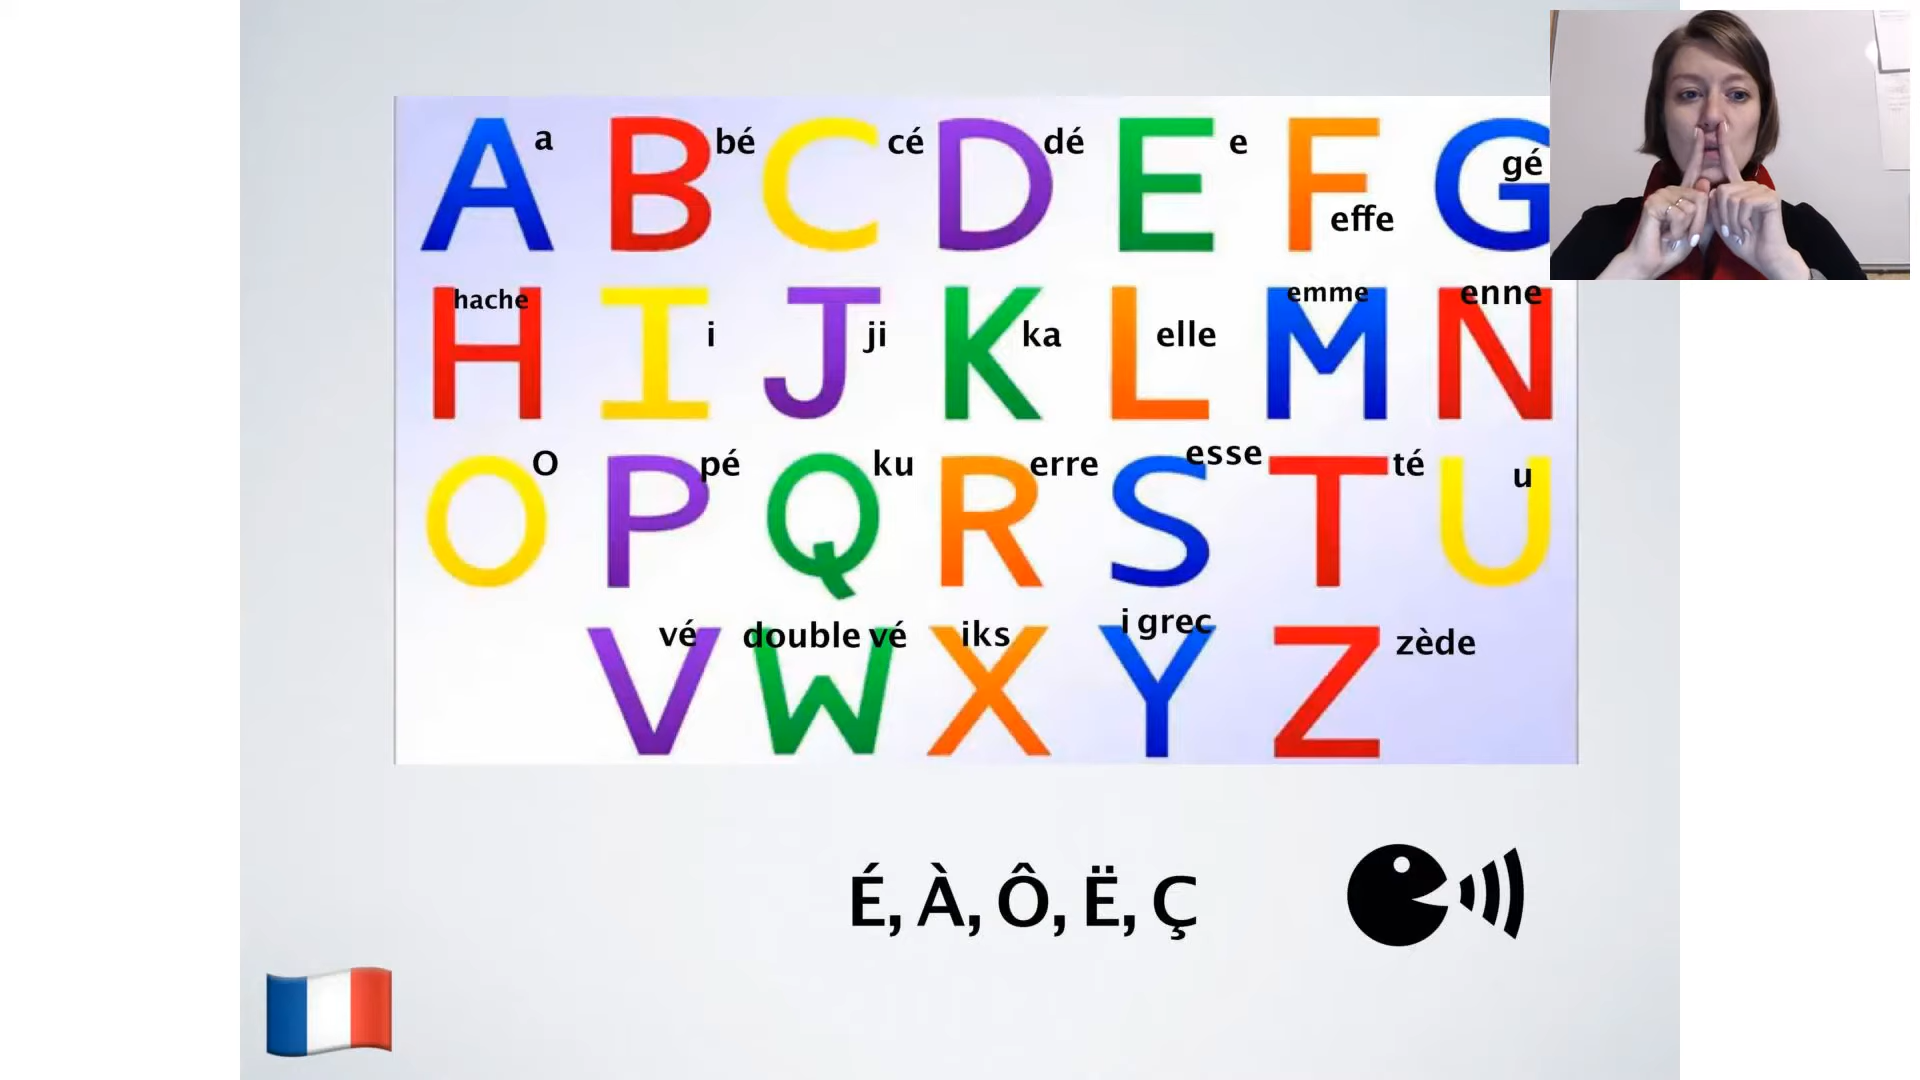 A a B bé C cé D dé E e F effe G gé
H hache I i J ji K ka L elle M emme N enne
O O P pé Q ku R erre S esse T té U u
V vé W double vé X iks Y i grec Z zède
É, À, Ô, Ë, Ç